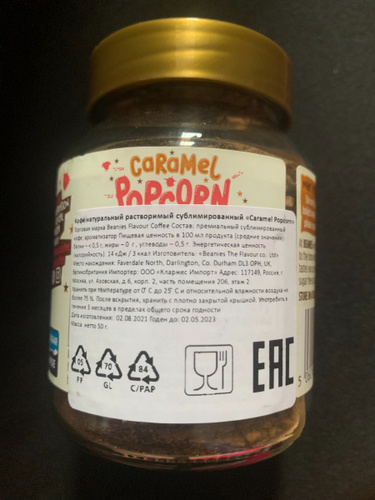 CARAMEL
POPCORN
Кофе натуральный растворимый сублимированный «Caramel Popcorn»
Торговая марка Beanies Flavour Coffee Состав: премиальный сублимированный
кофе, ароматизатор Пищевая ценность в 100 мл продукта (средние значения):
Белки – < 0,5 г, жиры – 0 г, углеводы – 0,5 г. Энергетическая ценность
(калорийность): 14 кДж / 3 ккал Изготовитель: «Beanies The Flavour co. Ltd»
Место нахождения: Faverdale North, Darlington, Co. Durham DL3 0PH, UK.
Импортер: ООО «Кларжес Импорт» Адрес: 117149, Россия, г.
Москва, ул. Азовская, д.6, корп. 2, часть помещения 206, этаж 2
Хранить при температуре от 0˚ С до 25˚ С и относительной влажности воздуха не
более 75 %. После вскрытия, хранить с плотно закрытой крышкой. Употребить в
течение 3 месяцев в пределах общего срока годности
Дата изготовления: 02.08.2021 Годен до: 02.05.2023
Масса нетто 50 г.
05 70 84
FF GL C/PAP
EAC